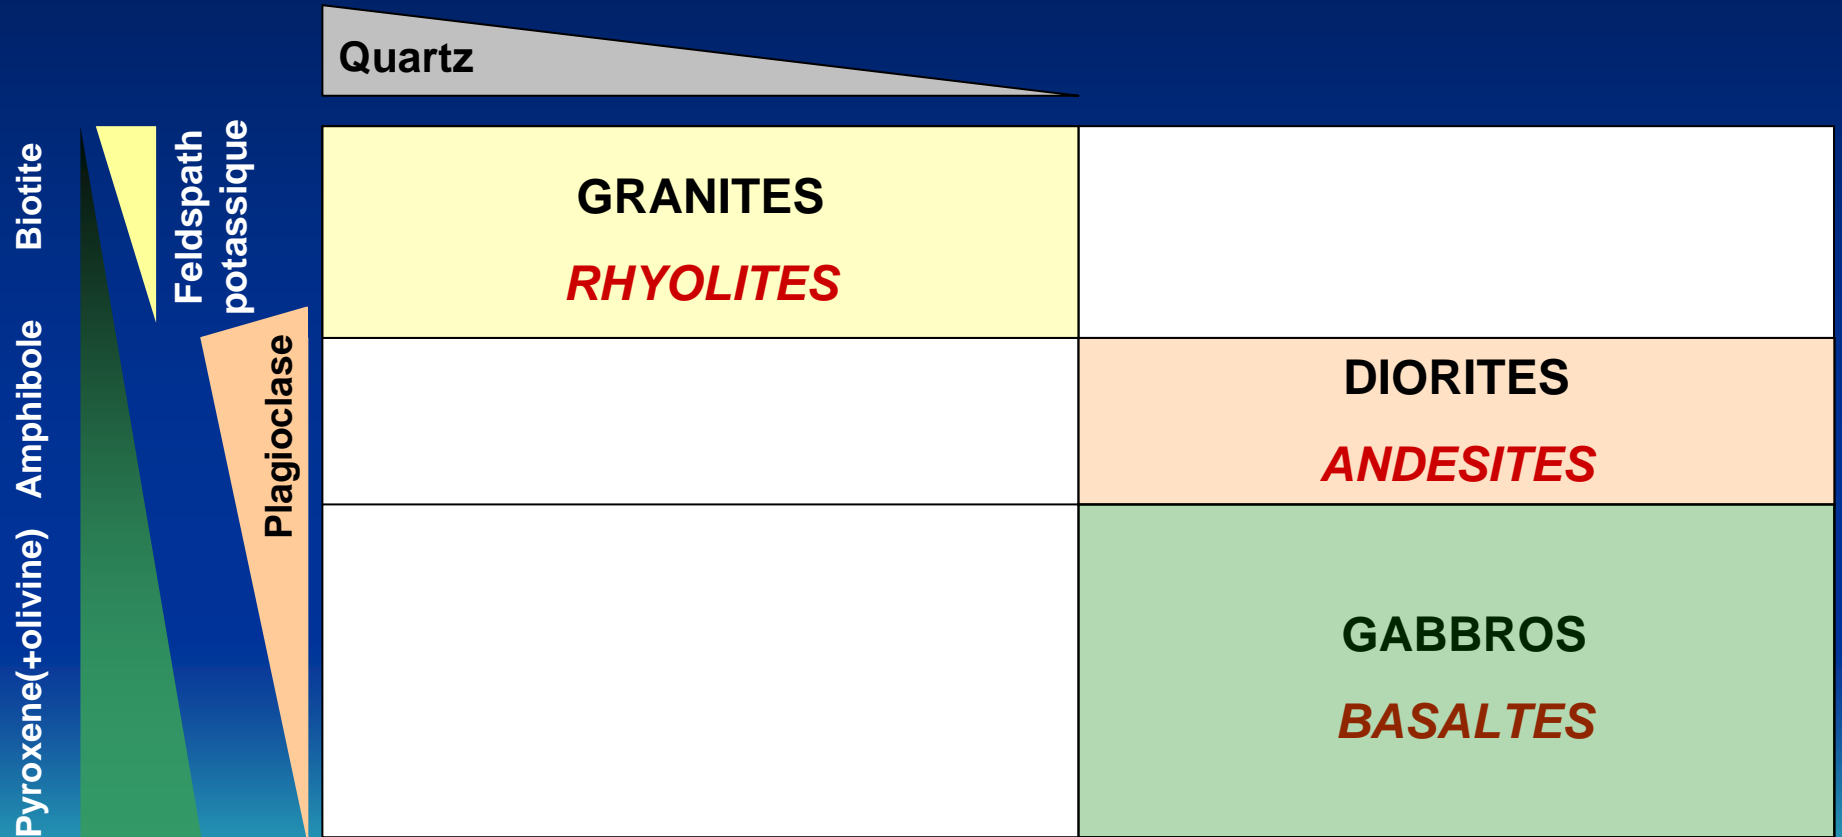 Quartz
Biotite
Feldspath
potassique
GRANITES
RHYOLITES
Amphibole
Plagioclase
DIORITES
ANDESITES
Pyroxene(+olivine)
GABBROS
BASALTES